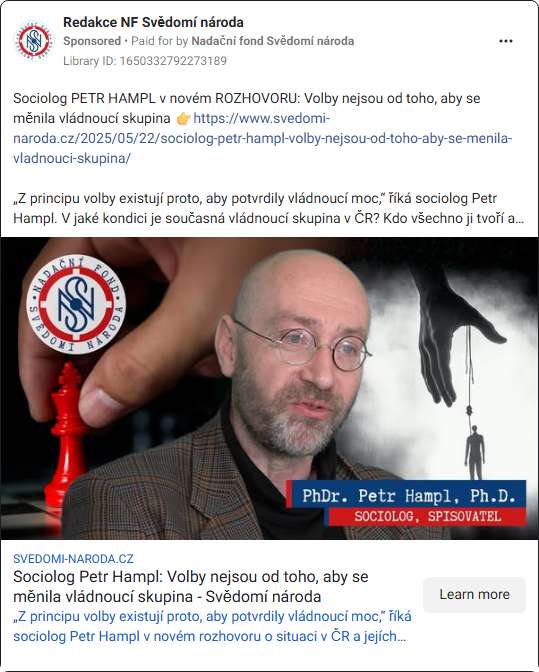 Redakce NF Svědomí národa
Sponsored • Paid for by Nadační fond Svědomí národa
Library ID: 1650332792273189
Sociolog PETR HAMPL v novém ROZHOVORU: Volby nejsou od toho, aby se
měnila vládnoucí skupina 👉https://www.svedomi-
naroda.cz/2025/05/22/sociolog-petr-hampl-volby-nejsou-od-toho-aby-se-menila-
vladnouci-skupina/
„Z principu volby existují proto, aby potvrdily vládnoucí moc,“ říká sociolog Petr
Hampl. V jaké kondici je současná vládnoucí skupina v ČR? Kdo všechno ji tvoří a...
NADAČNÍ FOND
SVĚDOMÍ NÁRODA
PhDr. Petr Hampl, Ph.D.
SOCIOLOG, SPISOVATEL
SVEDOMI-NARODA.CZ
Sociolog Petr Hampl: Volby nejsou od toho, aby se
měnila vládnoucí skupina - Svědomí národa
Learn more
„Z principu volby existují proto, aby potvrdily vládnoucí moc,“ říká
sociolog Petr Hampl v novém rozhovoru o situaci v ČR a jejích...